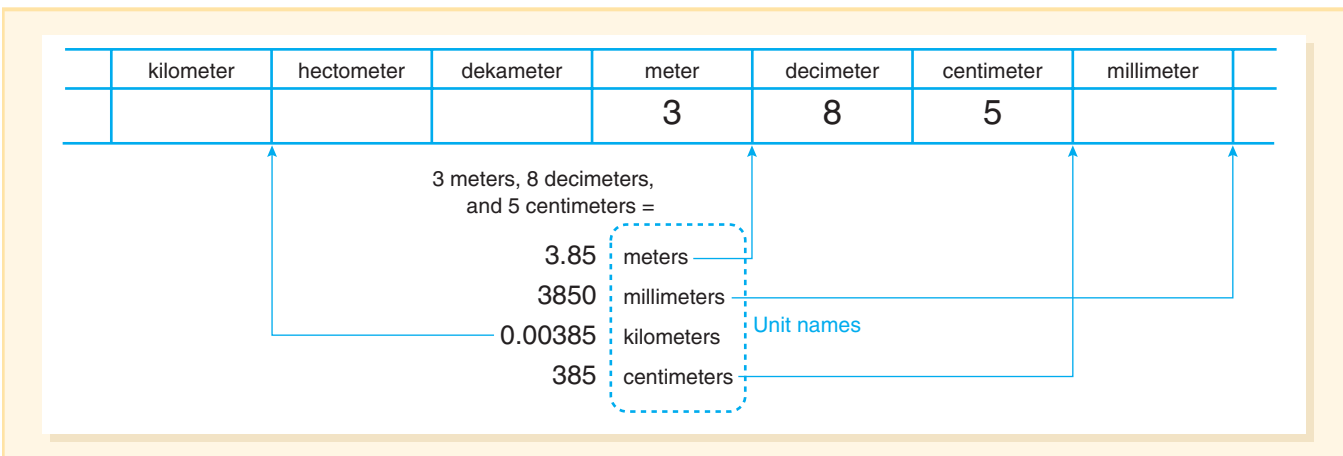 kilometer hectometer dekameter meter decimeter centimeter millimeter
3 8 5
3 meters, 8 decimeters,
and 5 centimeters =
3.85 meters
3850 millimeters
Unit names
0.00385 kilometers
385 centimeters